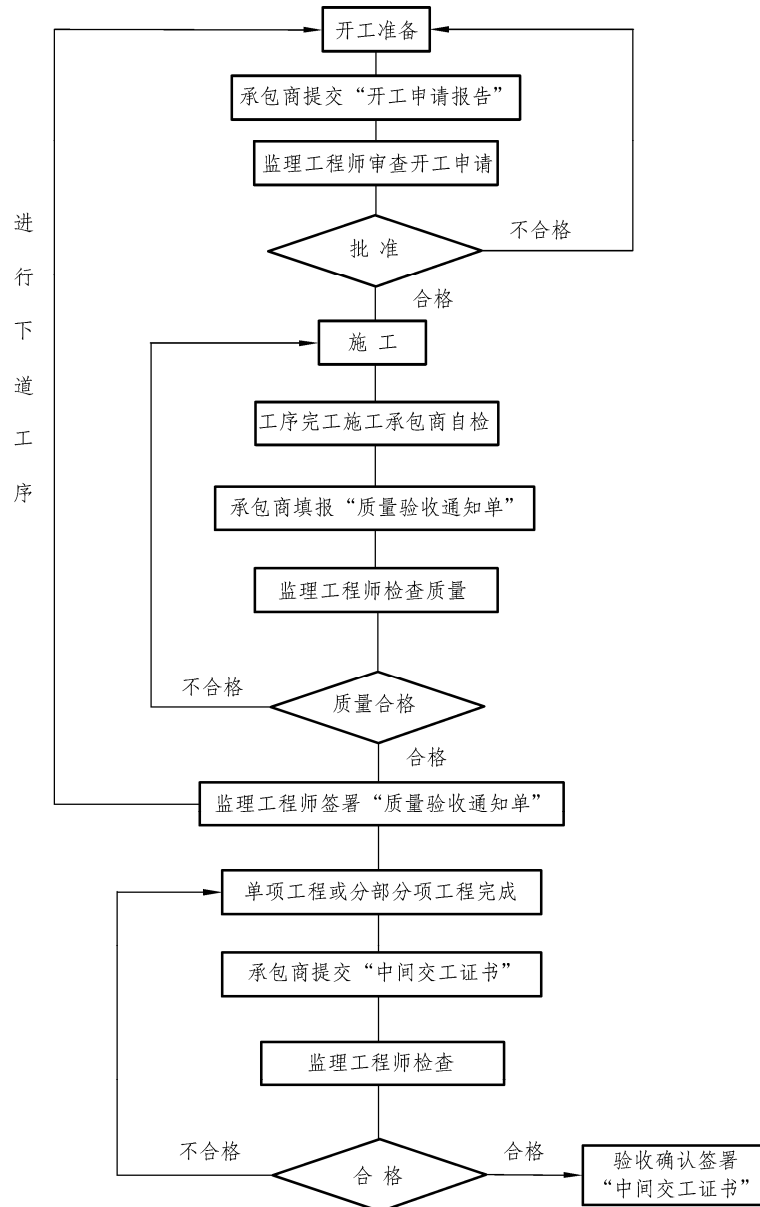 开工准备
承包商提交“开工申请报告”
监理工程师审查开工申请
批 准
不合格
合格
进行下道工序
施 工
工序完工施工承包商自检
承包商填报“质量验收通知单”
监理工程师检查质量
不合格
质量合格
合格
监理工程师签署“质量验收通知单”
单项工程或分部分项工程完成
承包商提交“中间交工证书”
监理工程师检查
不合格
合 格
合格
验收确认签署
“中间交工证书”